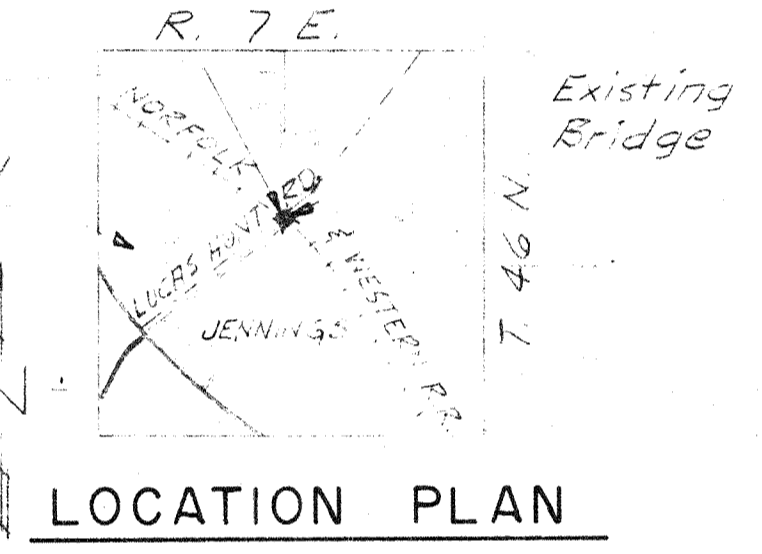 R. 7 E.
Existing
Bridge
NORFOLK
& WESTERN R.R.
LUCAS HUNT RD.
T. 46 N.
JENNINGS
LOCATION PLAN